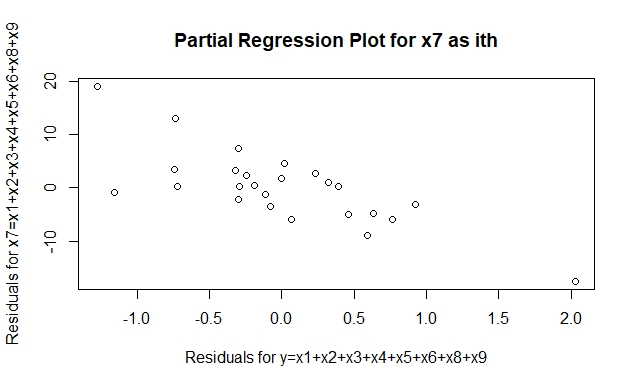 Partial Regression Plot for x7 as ith
Residuals for x7=x1+x2+x3+x4+x5+x6+x8+x9
20
10
0
-10
-1.0 -0.5 0.0 0.5 1.0 1.5 2.0
Residuals for y=x1+x2+x3+x4+x5+x6+x8+x9